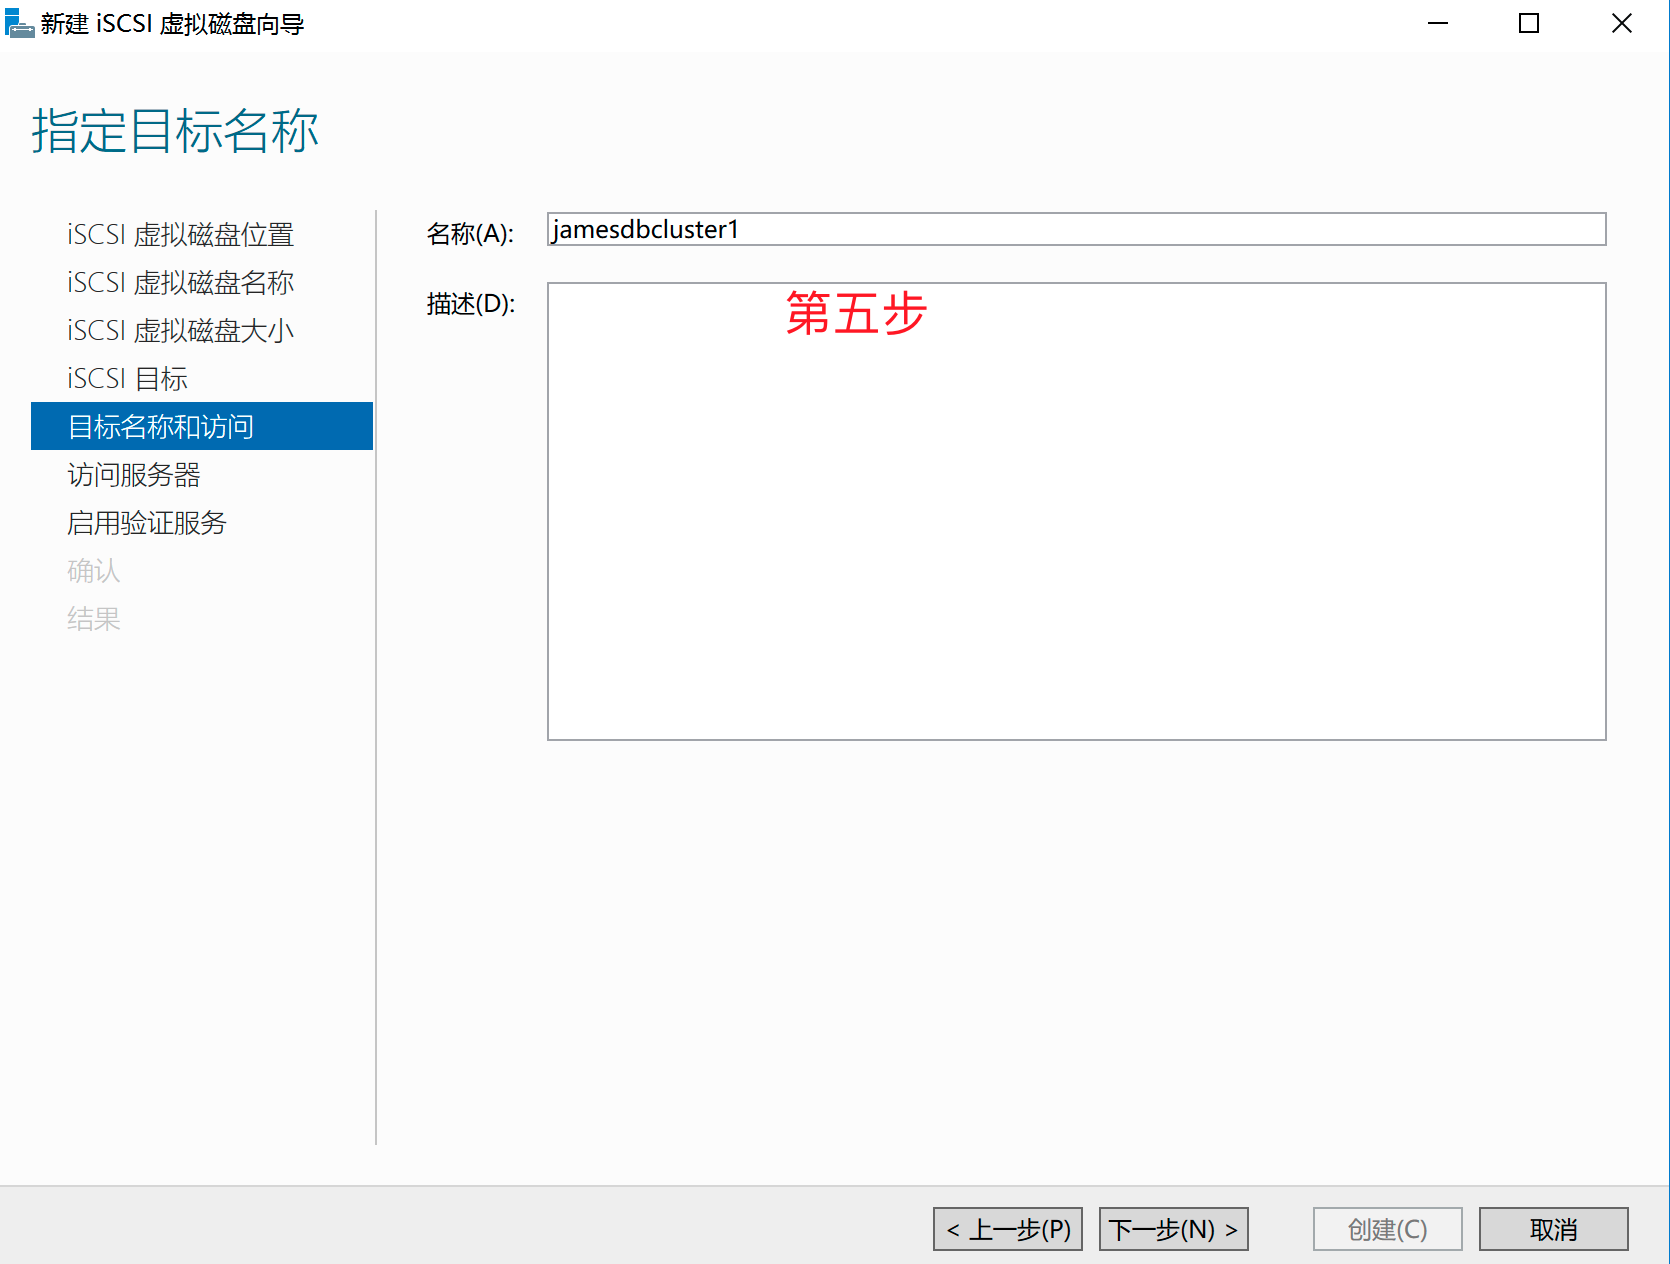 新建 iSCSI 虚拟磁盘向导
指定目标名称
iSCSI 虚拟磁盘位置
iSCSI 虚拟磁盘名称
iSCSI 虚拟磁盘大小
iSCSI 目标
目标名称和访问
访问服务器
启用验证服务
确认
结果
名称(A):
jamesdbcluster1
描述(D):
第五步
< 上一步(P)
下一步(N) >
创建(C)
取消